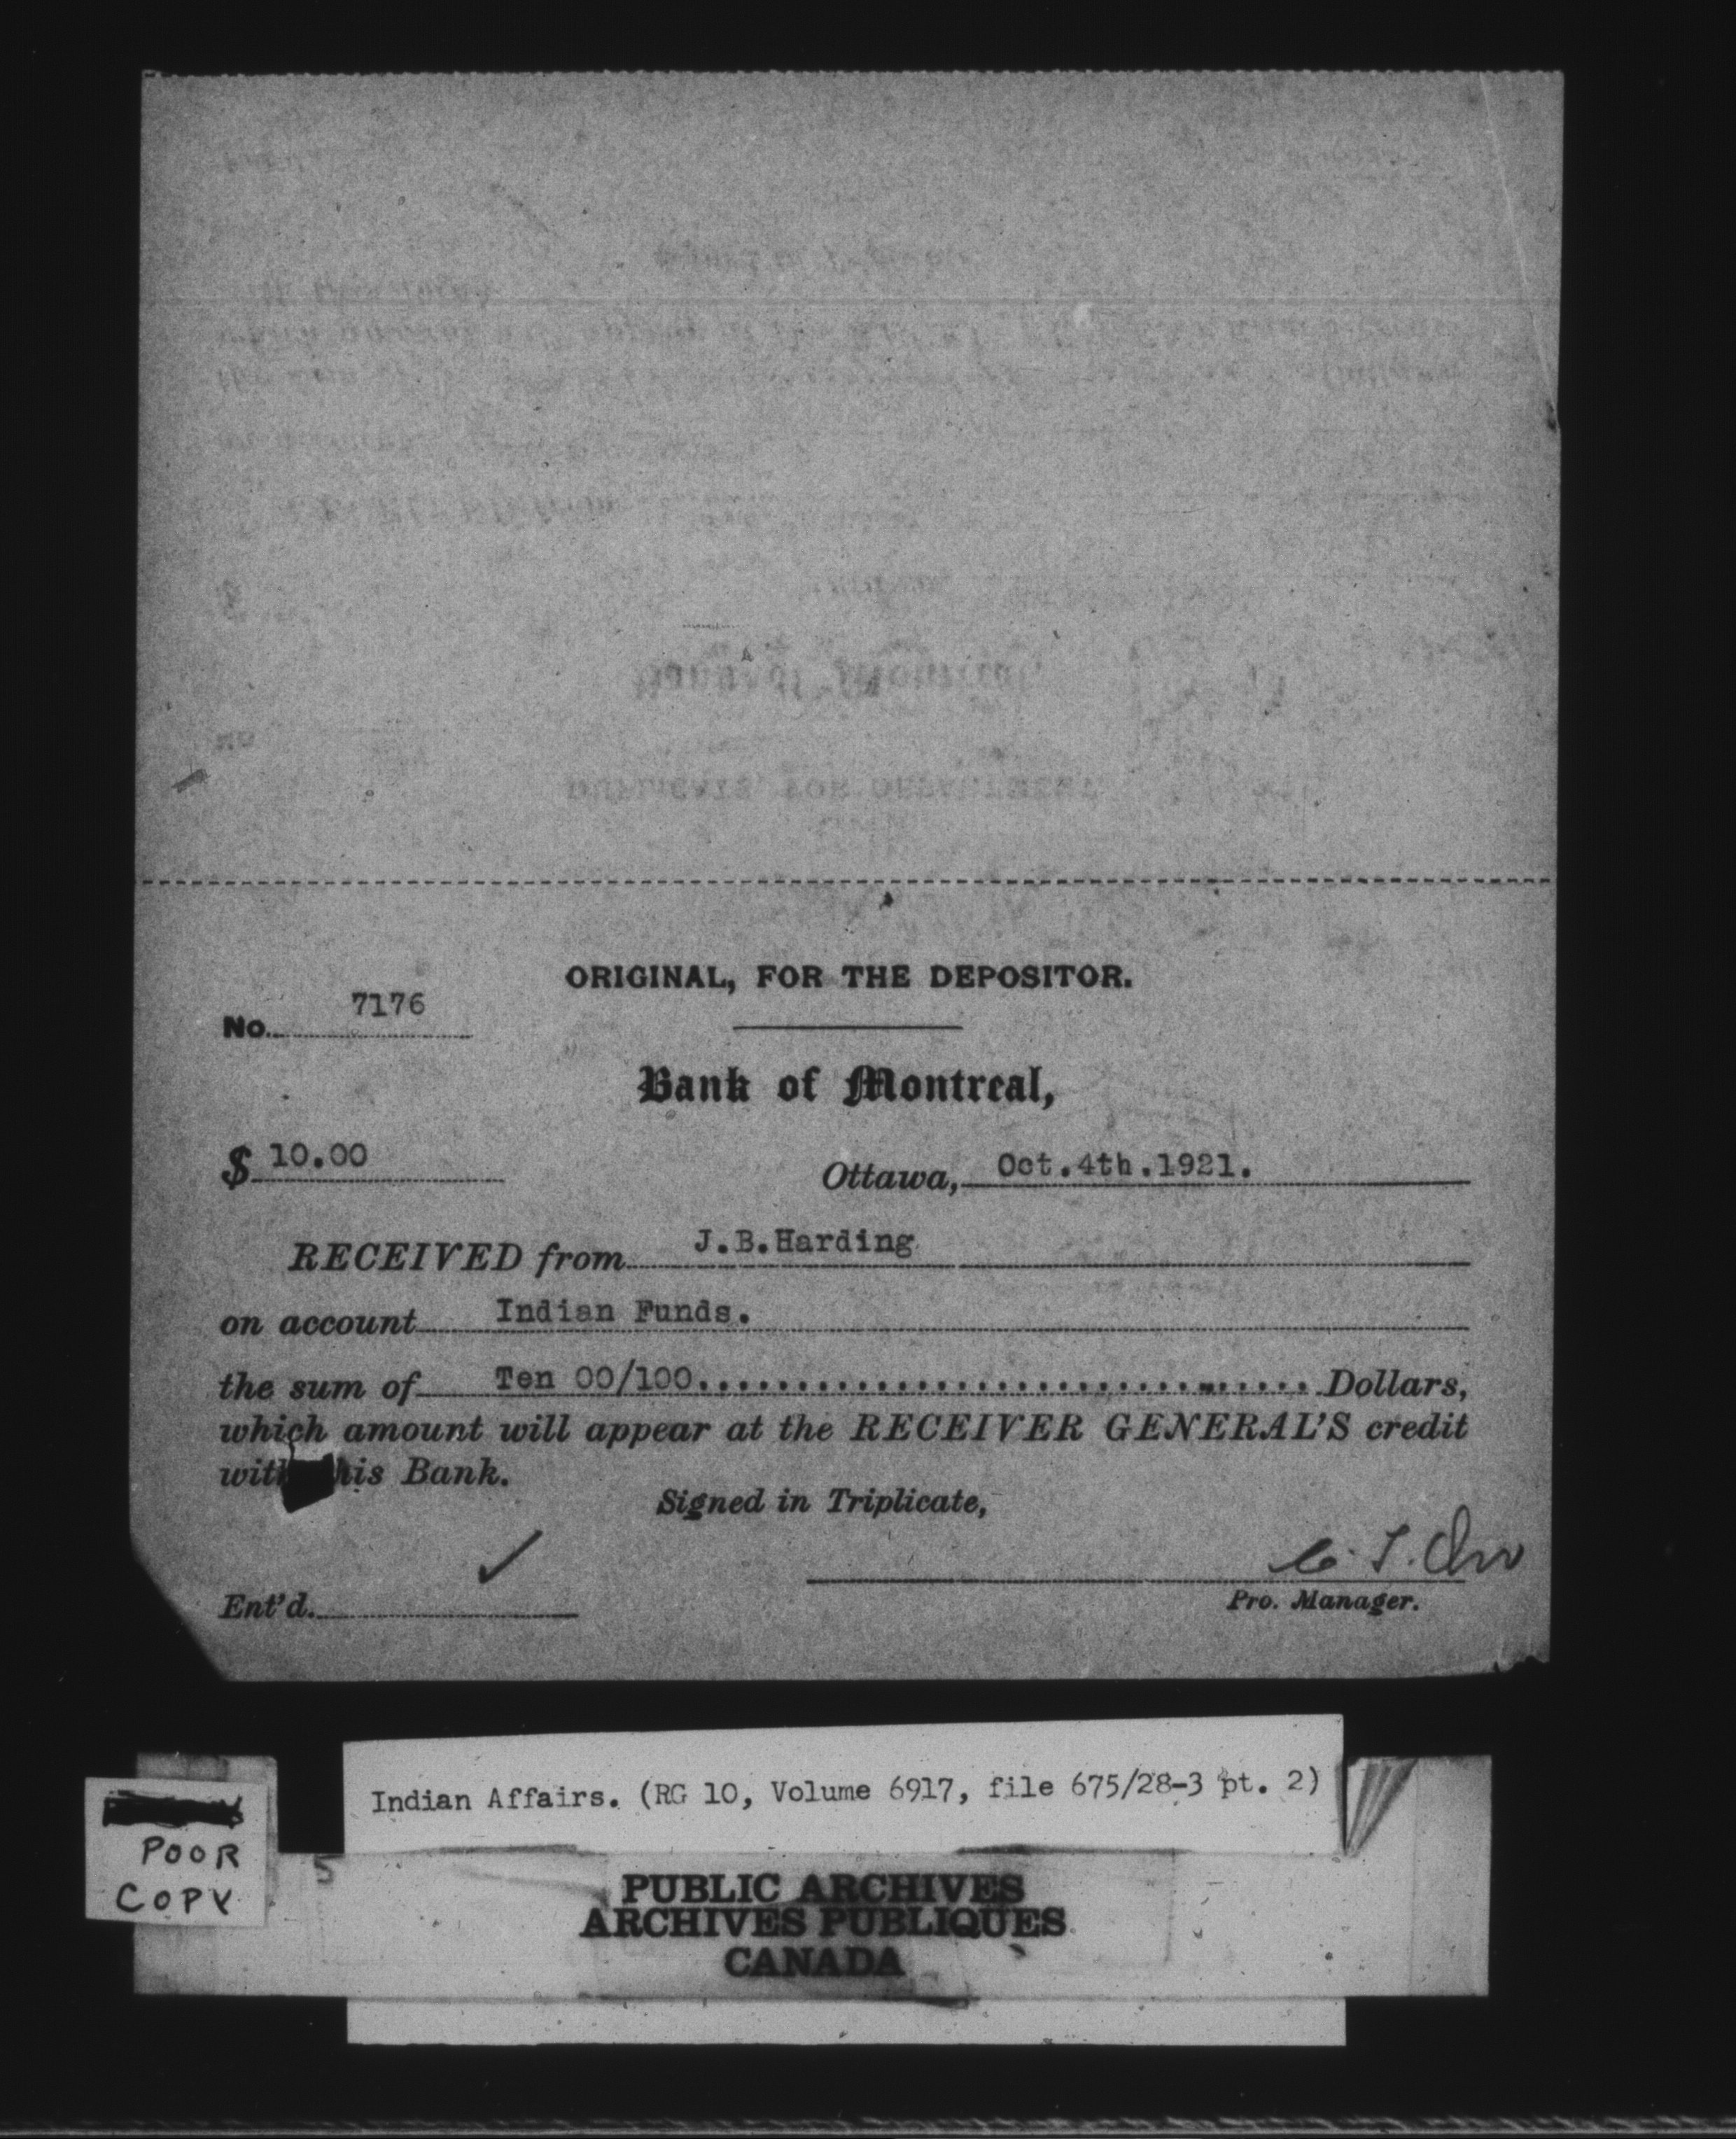 ORIGINAL, FOR THE DEPOSITOR.
No. 7176
Bank of Montreal,
$ 10.00
Ottawa, Oct.4th.1921.
RECEIVED from J.B.Harding
on account Indian Funds.
the sum of Ten 00/100 Dollars,
which amount will appear at the RECEIVER GENERAL'S credit
with his Bank.
Signed in Triplicate,
Pro. Manager.
Ent'd.
Indian Affairs. (RG 10, Volume 6917, file 675/28-3 pt. 2)
POOR
COPY
PUBLIC ARCHIVES
ARCHIVES PUBLIQUES
CANADA